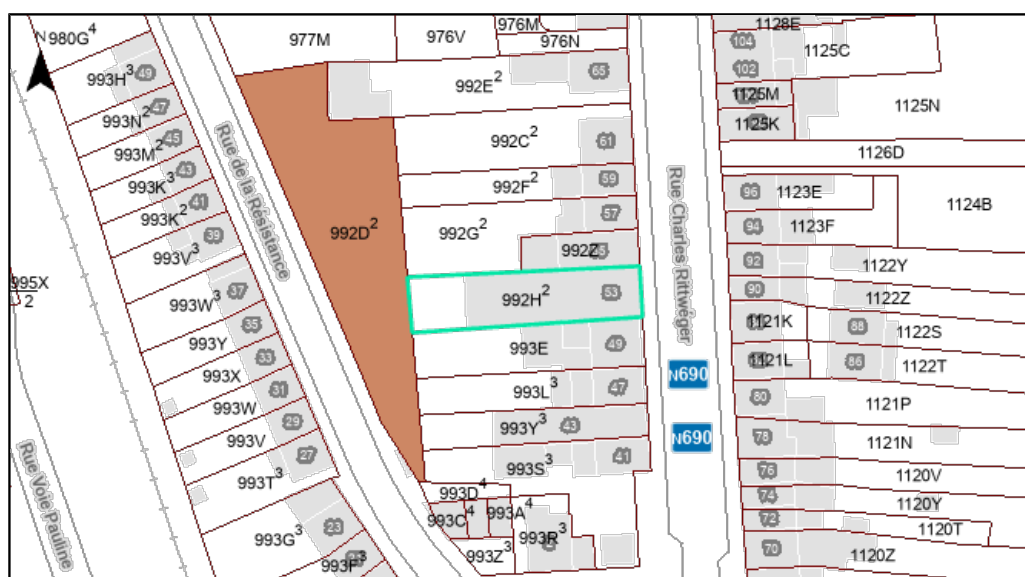 N
980G⁴
977M
976V
976M
976N
1128E
104
1125C
102
993H³
49
992E²
65
1125M
1125K
1125N
993N²
47
993M²
45
992C²
61
1126D
993K³
43
992F²
59
96
1123E
993K²
41
Rue de la Résistance
57
Rue Charles Rittwéger
94
1123F
1124B
993V³
39
992D²
992G²
992Z
92
1122Y
995X
2
993W³
37
992H²
53
90
1122Z
993Y
35
1121K
88
1122S
993X
33
993E
49
1121L
86
1122T
N690
993W
31
993L³
47
80
1121P
993V
29
993Y³
43
N690
78
1121N
Rue Voie Pauline
27
993S³
41
76
1120V
993T³
993D⁴
74
1120Y
993C⁴
993A⁴
72
1120T
993G³
23
993R³
993Z³
70
1120Z
993F³